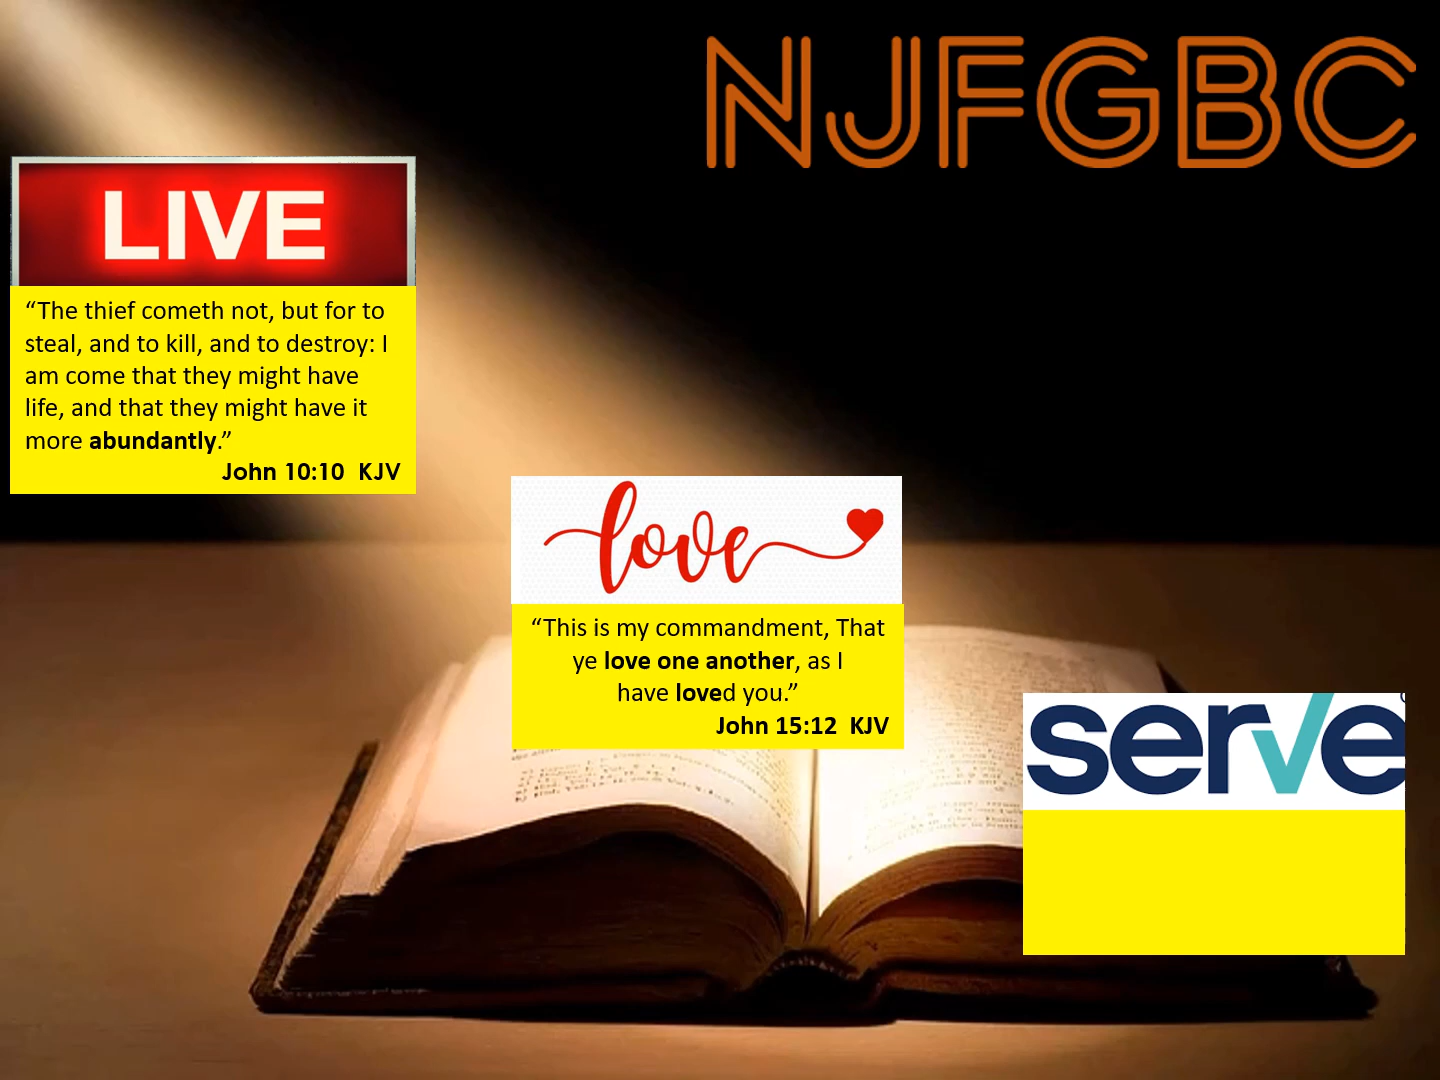 NJFGBC
LIVE
“The thief cometh not, but for to
steal, and to kill, and to destroy: I
am come that they might have
life, and that they might have it
more abundantly.”
John 10:10  KJV
love
“This is my commandment, That
ye love one another, as I
have loved you.”
John 15:12  KJV
serve